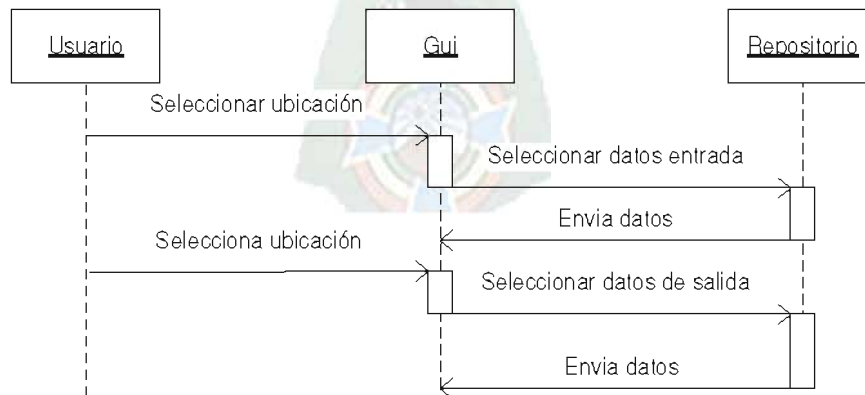 Usuario
Gui
Repositorio
Seleccionar ubicación
Seleccionar datos entrada
Envia datos
Selecciona ubicación
Seleccionar datos de salida
Envia datos